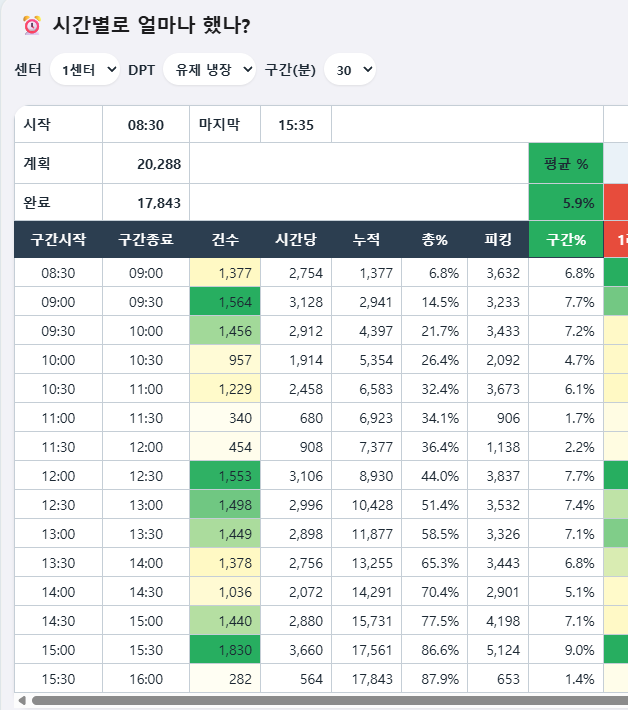 ⏰ 시간별로 얼마나 했나?
센터 1센터 DPT 유제 냉장 구간(분) 30
시작 08:30 마지막 15:35
계획 20,288 평균 %
완료 17,843 5.9%
구간시작 구간종료 건수 시간당 누적 총% 피킹 구간%
08:30 09:00 1,377 2,754 1,377 6.8% 3,632 6.8%
09:00 09:30 1,564 3,128 2,941 14.5% 3,233 7.7%
09:30 10:00 1,456 2,912 4,397 21.7% 3,433 7.2%
10:00 10:30 957 1,914 5,354 26.4% 2,092 4.7%
10:30 11:00 1,229 2,458 6,583 32.4% 3,673 6.1%
11:00 11:30 340 680 6,923 34.1% 906 1.7%
11:30 12:00 454 908 7,377 36.4% 1,138 2.2%
12:00 12:30 1,553 3,106 8,930 44.0% 3,837 7.7%
12:30 13:00 1,498 2,996 10,428 51.4% 3,532 7.4%
13:00 13:30 1,449 2,898 11,877 58.5% 3,326 7.1%
13:30 14:00 1,378 2,756 13,255 65.3% 3,443 6.8%
14:00 14:30 1,036 2,072 14,291 70.4% 2,901 5.1%
14:30 15:00 1,440 2,880 15,731 77.5% 4,198 7.1%
15:00 15:30 1,830 3,660 17,561 86.6% 5,124 9.0%
15:30 16:00 282 564 17,843 87.9% 653 1.4%